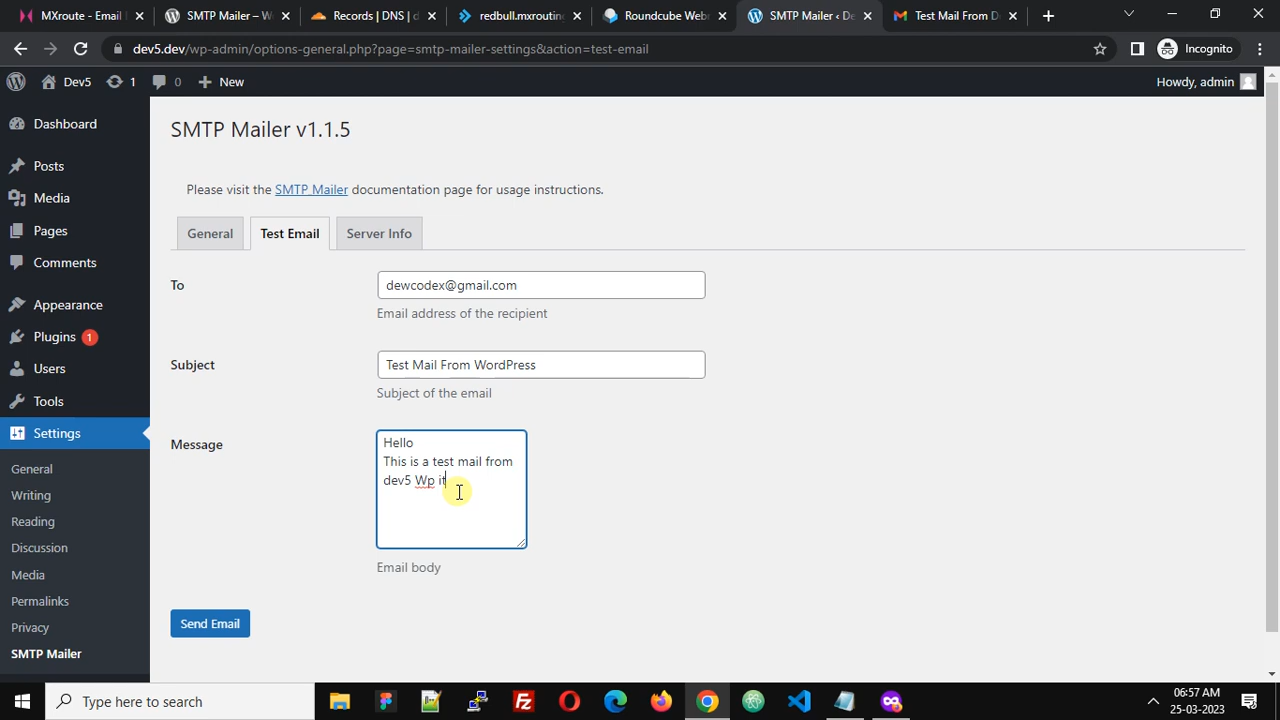 MXroute - Email
SMTP Mailer – W
Records | DNS | d
redbull.mxrouting
Roundcube Webm
SMTP Mailer ‹ De
Test Mail From D
dev5.dev/wp-admin/options-general.php?page=smtp-mailer-settings&action=test-email
Incognito
Dev5
1
0
New
Howdy, admin
Dashboard
Posts
Media
Pages
Comments
Appearance
Plugins 1
Users
Tools
Settings
General
Writing
Reading
Discussion
Media
Permalinks
Privacy
SMTP Mailer
SMTP Mailer v1.1.5
Please visit the SMTP Mailer documentation page for usage instructions.
General
Test Email
Server Info
To
dewcodex@gmail.com
Email address of the recipient
Subject
Test Mail From WordPress
Subject of the email
Message
Hello
This is a test mail from
dev5 Wp it
Email body
Send Email
Type here to search
06:57 AM
25-03-2023